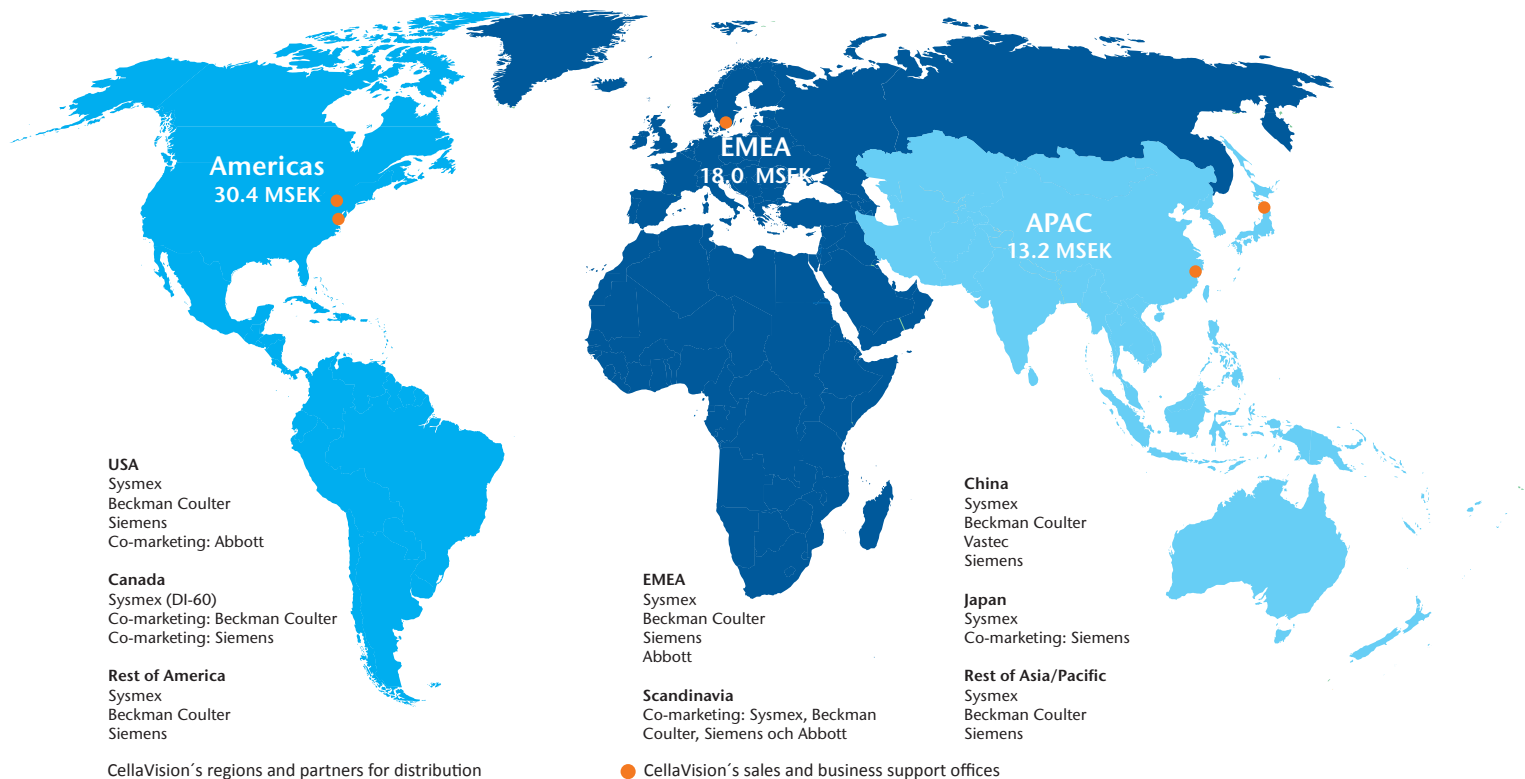 Americas
30.4 MSEK
EMEA
18.0 MSEK
APAC
13.2 MSEK
USA
Sysmex
Beckman Coulter
Siemens
Co-marketing: Abbott
Canada
Sysmex (DI-60)
Co-marketing: Beckman Coulter
Co-marketing: Siemens
Rest of America
Sysmex
Beckman Coulter
Siemens
EMEA
Sysmex
Beckman Coulter
Siemens
Abbott
Scandinavia
Co-marketing: Sysmex, Beckman
Coulter, Siemens och Abbott
China
Sysmex
Beckman Coulter
Vastec
Siemens
Japan
Sysmex
Co-marketing: Siemens
Rest of Asia/Pacific
Sysmex
Beckman Coulter
Siemens
CellaVision´s regions and partners for distribution
CellaVision´s sales and business support offices